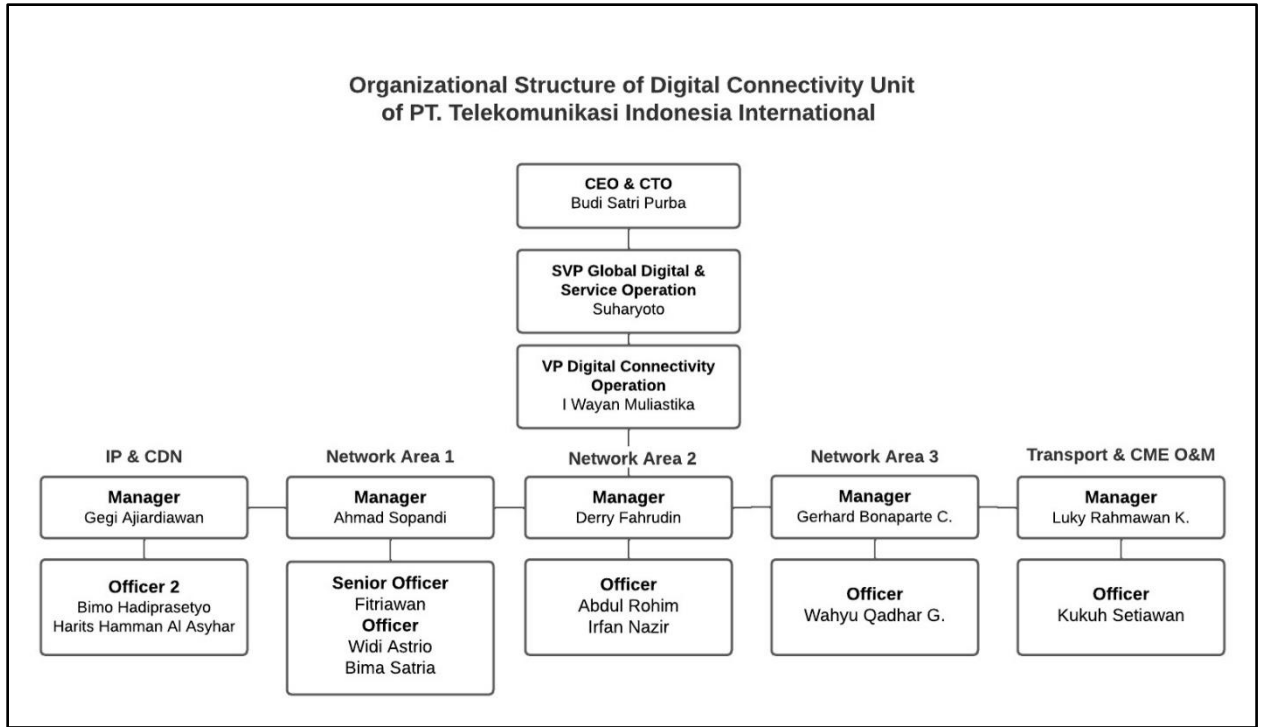 Organizational Structure of Digital Connectivity Unit
of PT. Telekomunikasi Indonesia International
CEO & CTO
Budi Satri Purba
SVP Global Digital &
Service Operation
Suharyoto
VP Digital Connectivity
Operation
I Wayan Muliastika
IP & CDN
Manager
Gegi Ajiardiawan
Officer 2
Bimo Hadiprasetyo
Harits Hamman Al Asyhar
Network Area 1
Manager
Ahmad Sopandi
Senior Officer
Fitriawan
Officer
Widi Astrio
Bima Satria
Network Area 2
Manager
Derry Fahrudin
Officer
Abdul Rohim
Irfan Nazir
Network Area 3
Manager
Gerhard Bonaparte C.
Officer
Wahyu Qadhar G.
Transport & CME O&M
Manager
Luky Rahmawan K.
Officer
Kukuh Setiawan